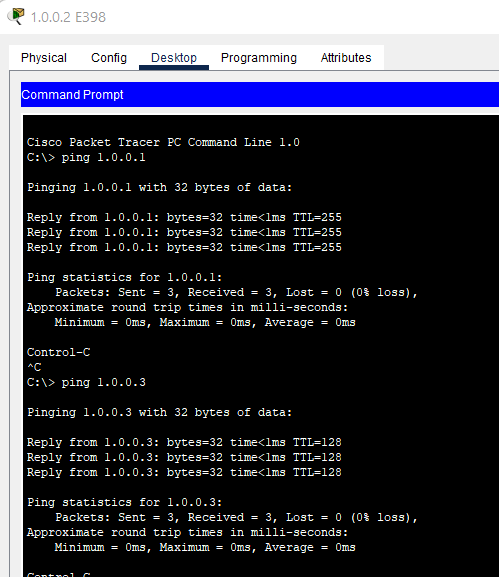 1.0.0.2 E398
Physical Config Desktop Programming Attributes
Command Prompt
Cisco Packet Tracer PC Command Line 1.0
C:\> ping 1.0.0.1
Pinging 1.0.0.1 with 32 bytes of data:
Reply from 1.0.0.1: bytes=32 time<1ms TTL=255
Reply from 1.0.0.1: bytes=32 time<1ms TTL=255
Reply from 1.0.0.1: bytes=32 time<1ms TTL=255
Ping statistics for 1.0.0.1:
Packets: Sent = 3, Received = 3, Lost = 0 (0% loss),
Approximate round trip times in milli-seconds:
Minimum = 0ms, Maximum = 0ms, Average = 0ms
Control-C
^C
C:\> ping 1.0.0.3
Pinging 1.0.0.3 with 32 bytes of data:
Reply from 1.0.0.3: bytes=32 time<1ms TTL=128
Reply from 1.0.0.3: bytes=32 time<1ms TTL=128
Reply from 1.0.0.3: bytes=32 time<1ms TTL=128
Ping statistics for 1.0.0.3:
Packets: Sent = 3, Received = 3, Lost = 0 (0% loss),
Approximate round trip times in milli-seconds:
Minimum = 0ms, Maximum = 0ms, Average = 0ms
Control-C